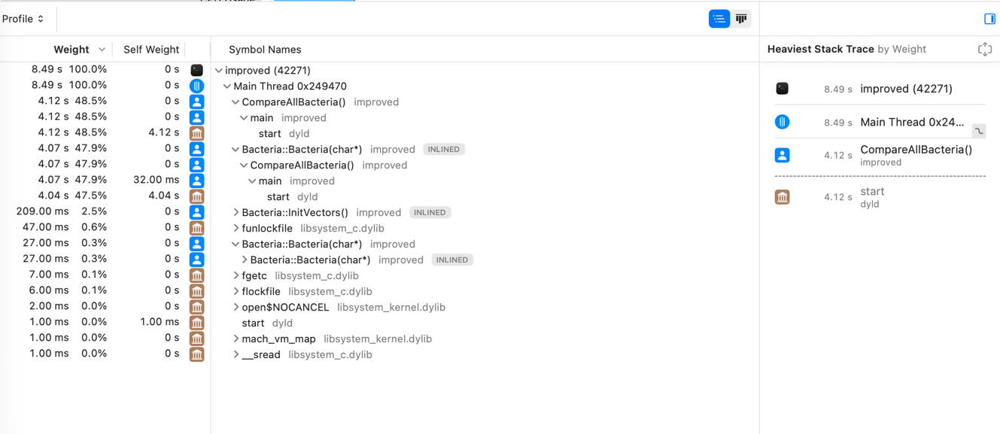 Profile
Weight Self Weight Symbol Names
8.49 s 100.0% 0 s improved (42271)
8.49 s 100.0% 0 s Main Thread 0x249470
4.12 s 48.5% 0 s CompareAllBacteria() improved
4.12 s 48.5% 0 s main improved
4.12 s 48.5% 4.12 s start dyld
4.07 s 47.9% 0 s Bacteria::Bacteria(char*) improved INLINED
4.07 s 47.9% 0 s CompareAllBacteria() improved
4.07 s 47.9% 32.00 ms main improved
4.04 s 47.5% 4.04 s start dyld
209.00 ms 2.5% 0 s Bacteria::InitVectors() improved INLINED
47.00 ms 0.6% 0 s funlockfile libsystem_c.dylib
27.00 ms 0.3% 0 s Bacteria::Bacteria(char*) improved
27.00 ms 0.3% 0 s Bacteria::Bacteria(char*) improved INLINED
7.00 ms 0.1% 0 s fgetc libsystem_c.dylib
6.00 ms 0.1% 0 s flockfile libsystem_c.dylib
2.00 ms 0.0% 0 s open$NOCANCEL libsystem_kernel.dylib
1.00 ms 0.0% 1.00 ms start dyld
1.00 ms 0.0% 0 s mach_vm_map libsystem_kernel.dylib
1.00 ms 0.0% 0 s __sread libsystem_c.dylib
Heaviest Stack Trace by Weight
8.49 s improved (42271)
8.49 s Main Thread 0x24...
4.12 s CompareAllBacteria()
improved
4.12 s start
dyld